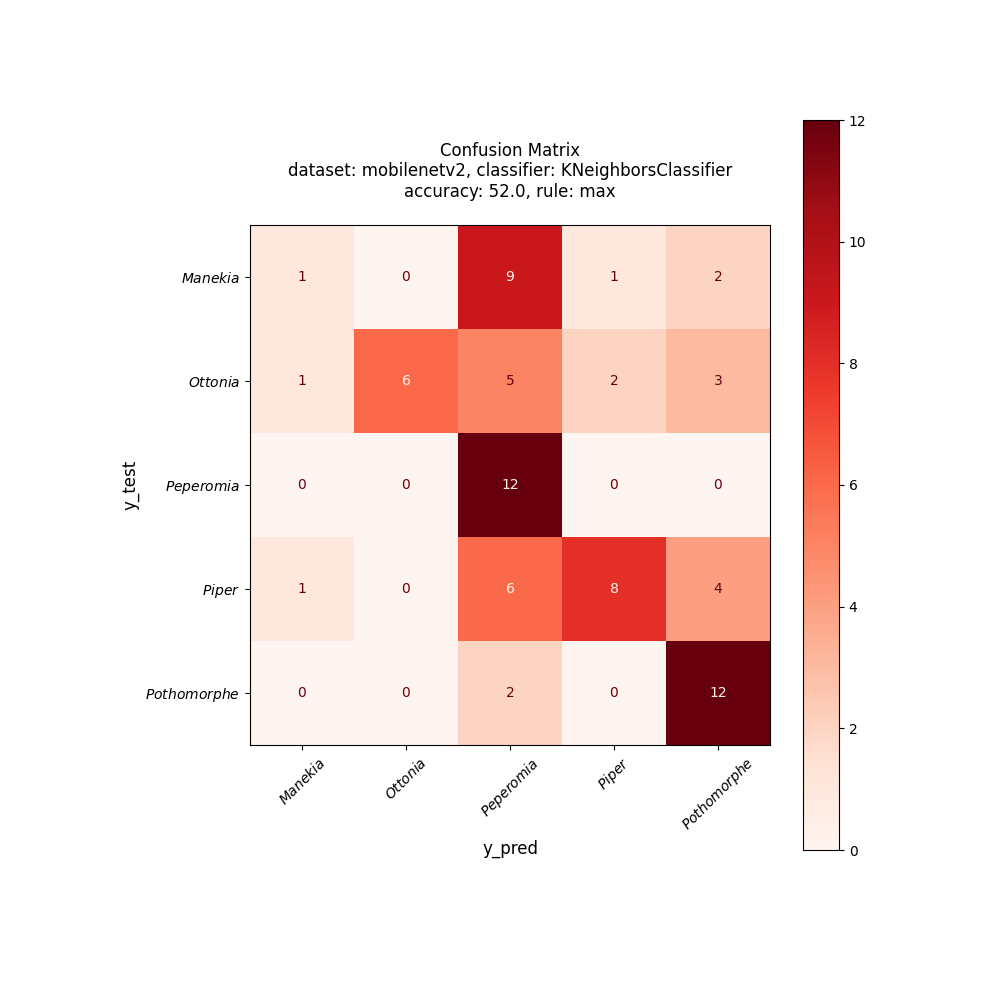 Confusion Matrix
dataset: mobilenetv2, classifier: KNeighborsClassifier
accuracy: 52.0, rule: max
Manekia 1 0 9 1 2
Ottonia 1 6 5 2 3
Peperomia 0 0 12 0 0
Piper 1 0 6 8 4
Pothomorphe 0 0 2 0 12
y_test
Manekia Ottonia Peperomia Piper Pothomorphe
y_pred
12
10
8
6
4
2
0